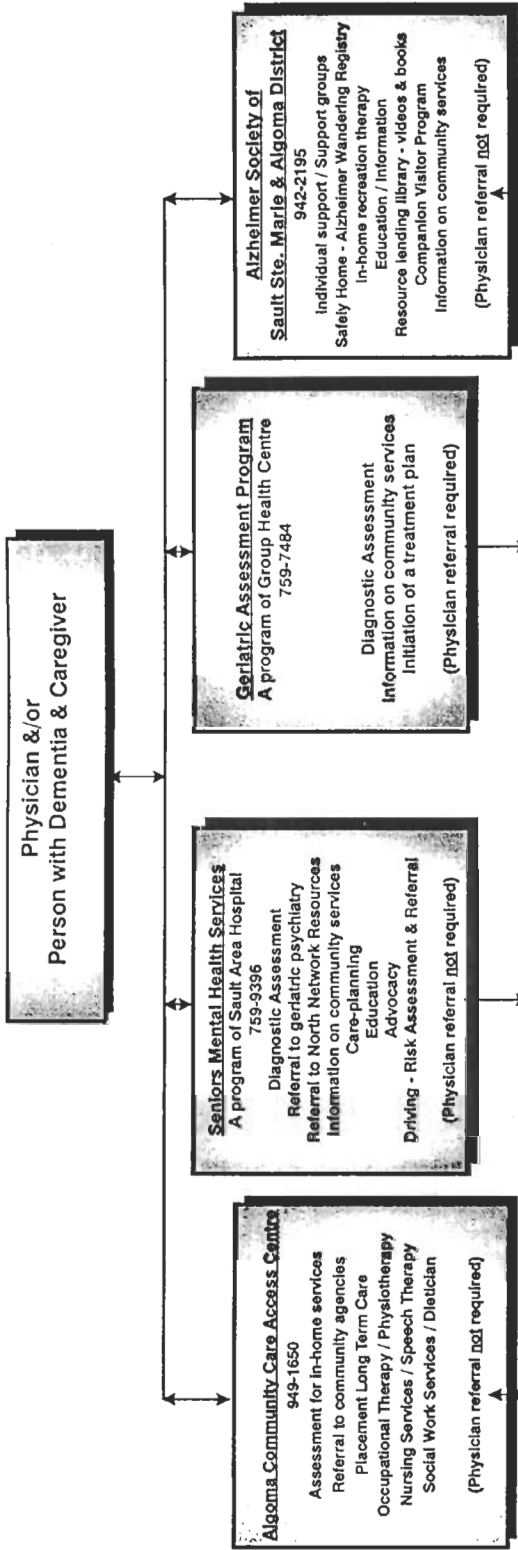 Physician &/or
Person with Dementia & Caregiver
Algoma Community Care Access Centre
949-1650
Assessment for in-home services
Referral to community agencies
Placement Long Term Care
Occupational Therapy / Physiotherapy
Nursing Services / Speech Therapy
Social Work Services / Dietician
(Physician referral not required)
Seniors Mental Health Services
A program of Sault Area Hospital
759-9396
Diagnostic Assessment
Referral to geriatric psychiatry
Referral to North Network Resources
Information on community services
Care-planning
Education
Advocacy
Driving - Risk Assessment & Referral
(Physician referral not required)
Geriatric Assessment Program
A program of Group Health Centre
759-7484
Diagnostic Assessment
Information on community services
Initiation of a treatment plan
(Physician referral required)
Alzheimer Society of
Sault Ste. Marie & Algoma District
942-2195
Individual support / Support groups
Safely Home - Alzheimer Wandering Registry
In-home recreation therapy
Education / Information
Resource lending library - videos & books
Companion Visitor Program
Information on community services
(Physician referral not required)